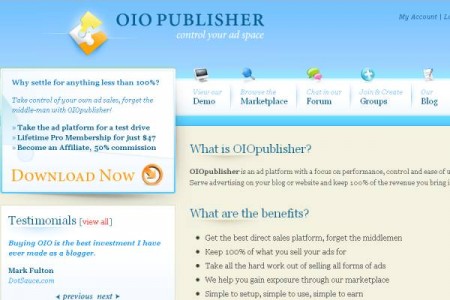 OIO PUBLISHER
control your ad space
My Account
Why settle for anything less than 100%?
Take control of your own ad sales, forget the
middle-man with OIOpublisher!
Take the ad platform for a test drive
Lifetime Pro Membership for just $47
Become an Affiliate, 50% commission
DOWNLOAD NOW
View our
Demo
Browse the
Marketplace
Chat in our
Forum
Join & Create
Groups
Our
Blog
What is OIOpublisher?
OIOpublisher is an ad platform with a focus on performance, control and ease of
Serve advertising on your blog or website and keep 100% of the revenue you bring
What are the benefits?
Get the best direct sales platform, forget the middlemen
Keep 100% of what you sell your ads for
Take all the hard work out of selling all forms of ads
We help you gain exposure through our marketplace
Simple to setup, simple to use, simple to earn
Testimonials [view all]
Buying OIO is the best investment I have
ever made as a blogger.
Mark Fulton
DotSauce.com
previous next